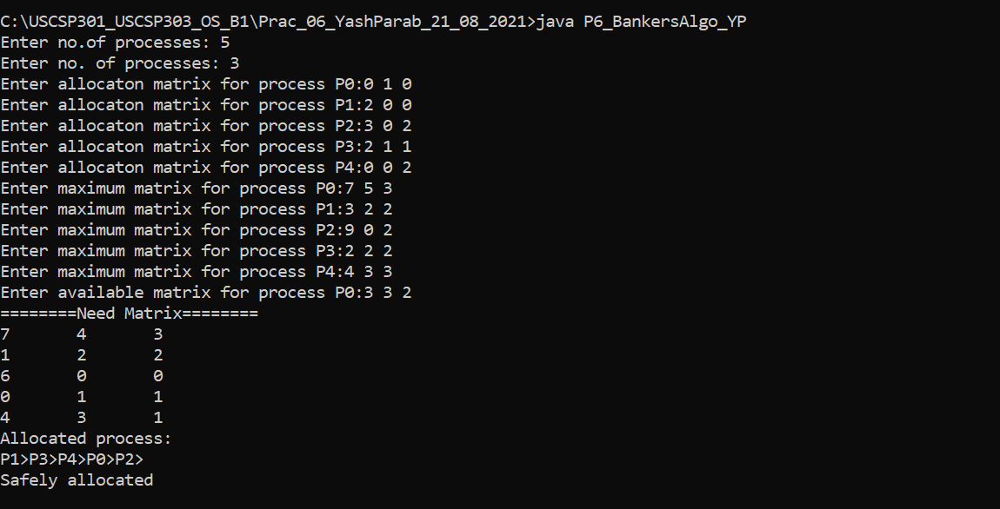 C:\USCSP301_USCSP303_OS_B1\Prac_06_YashParab_21_08_2021>java P6_BankersAlgo_YP
Enter no.of processes: 5
Enter no. of processes: 3
Enter allocaton matrix for process P0:0 1 0
Enter allocaton matrix for process P1:2 0 0
Enter allocaton matrix for process P2:3 0 2
Enter allocaton matrix for process P3:2 1 1
Enter allocaton matrix for process P4:0 0 2
Enter maximum matrix for process P0:7 5 3
Enter maximum matrix for process P1:3 2 2
Enter maximum matrix for process P2:9 0 2
Enter maximum matrix for process P3:2 2 2
Enter maximum matrix for process P4:4 3 3
Enter available matrix for process P0:3 3 2
========Need Matrix========
7       4       3
1       2       2
6       0       0
0       1       1
4       3       1
Allocated process:
P1>P3>P4>P0>P2>
Safely allocated